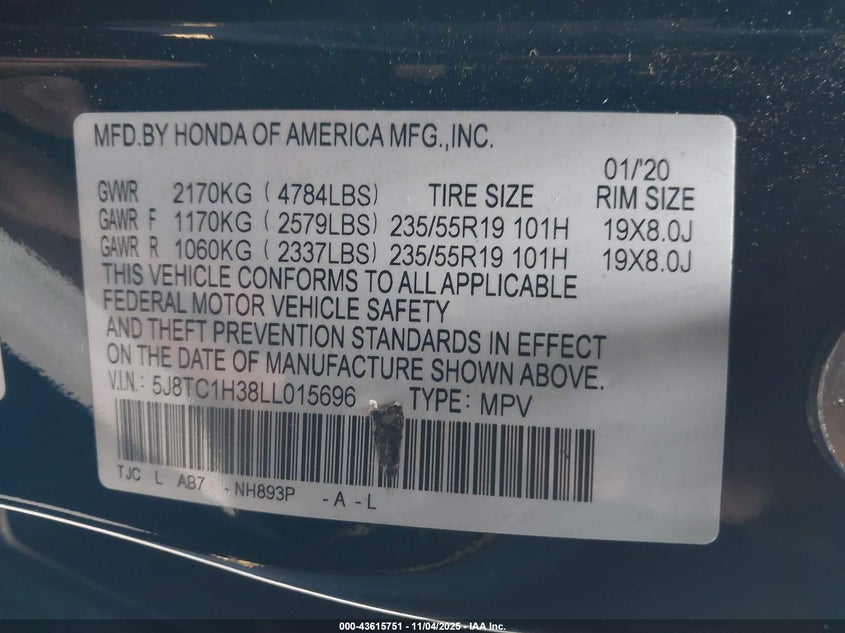 MFD.BY HONDA OF AMERICA MFG.,INC.
01/'20
GVWR 2170KG ( 4784LBS) TIRE SIZE RIM SIZE
GAWR F 1170KG ( 2579LBS) 235/55R19 101H 19X8.0J
GAWR R 1060KG ( 2337LBS) 235/55R19 101H 19X8.0J
THIS VEHICLE CONFORMS TO ALL APPLICABLE
FEDERAL MOTOR VEHICLE SAFETY
AND THEFT PREVENTION STANDARDS IN EFFECT
ON THE DATE OF MANUFACTURE SHOWN ABOVE.
V.I.N.: 5J8TC1H38LL015696 TYPE: MPV
TJC L AB7 - NH893P - A - L
000-43615751 - 11/04/2025 - IAA Inc.